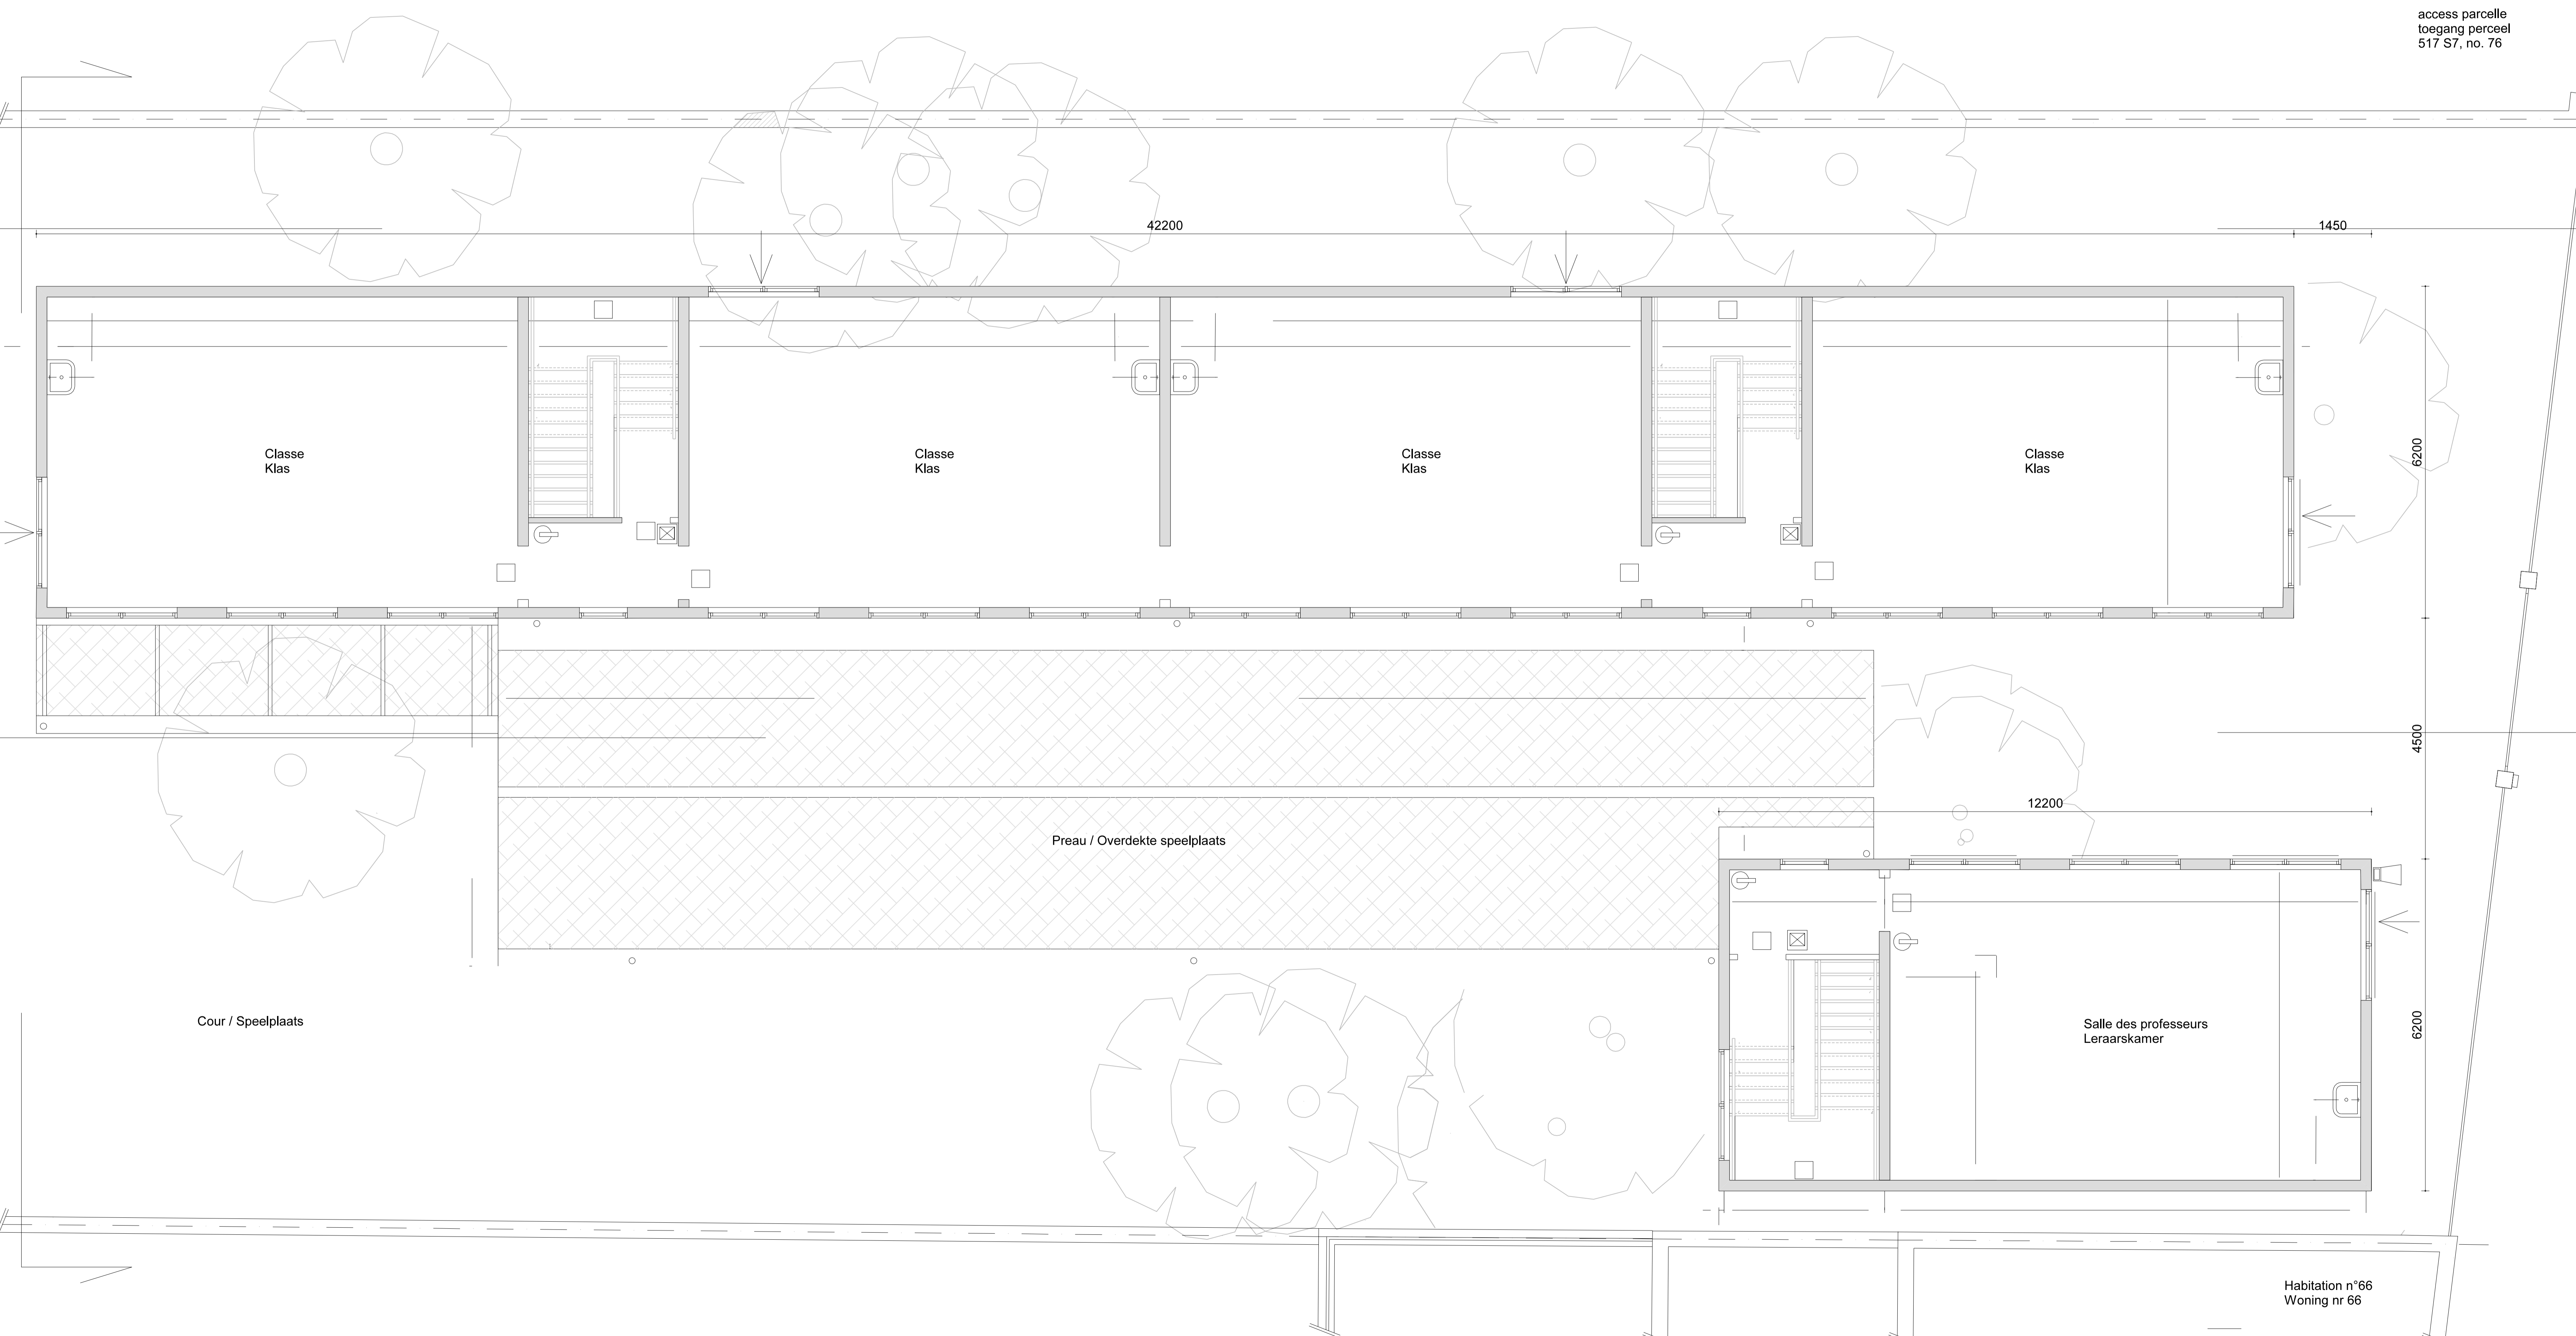 access parcelle
toegang perceel
517 S7, no. 76
42200
1450
Classe
Klas
Classe
Klas
Classe
Klas
Classe
Klas
6200
4500
12200
Preau / Overdekte speelplaats
Cour / Speelplaats
Salle des professeurs
Leraarskamer
6200
Habitation n°66
Woning nr 66